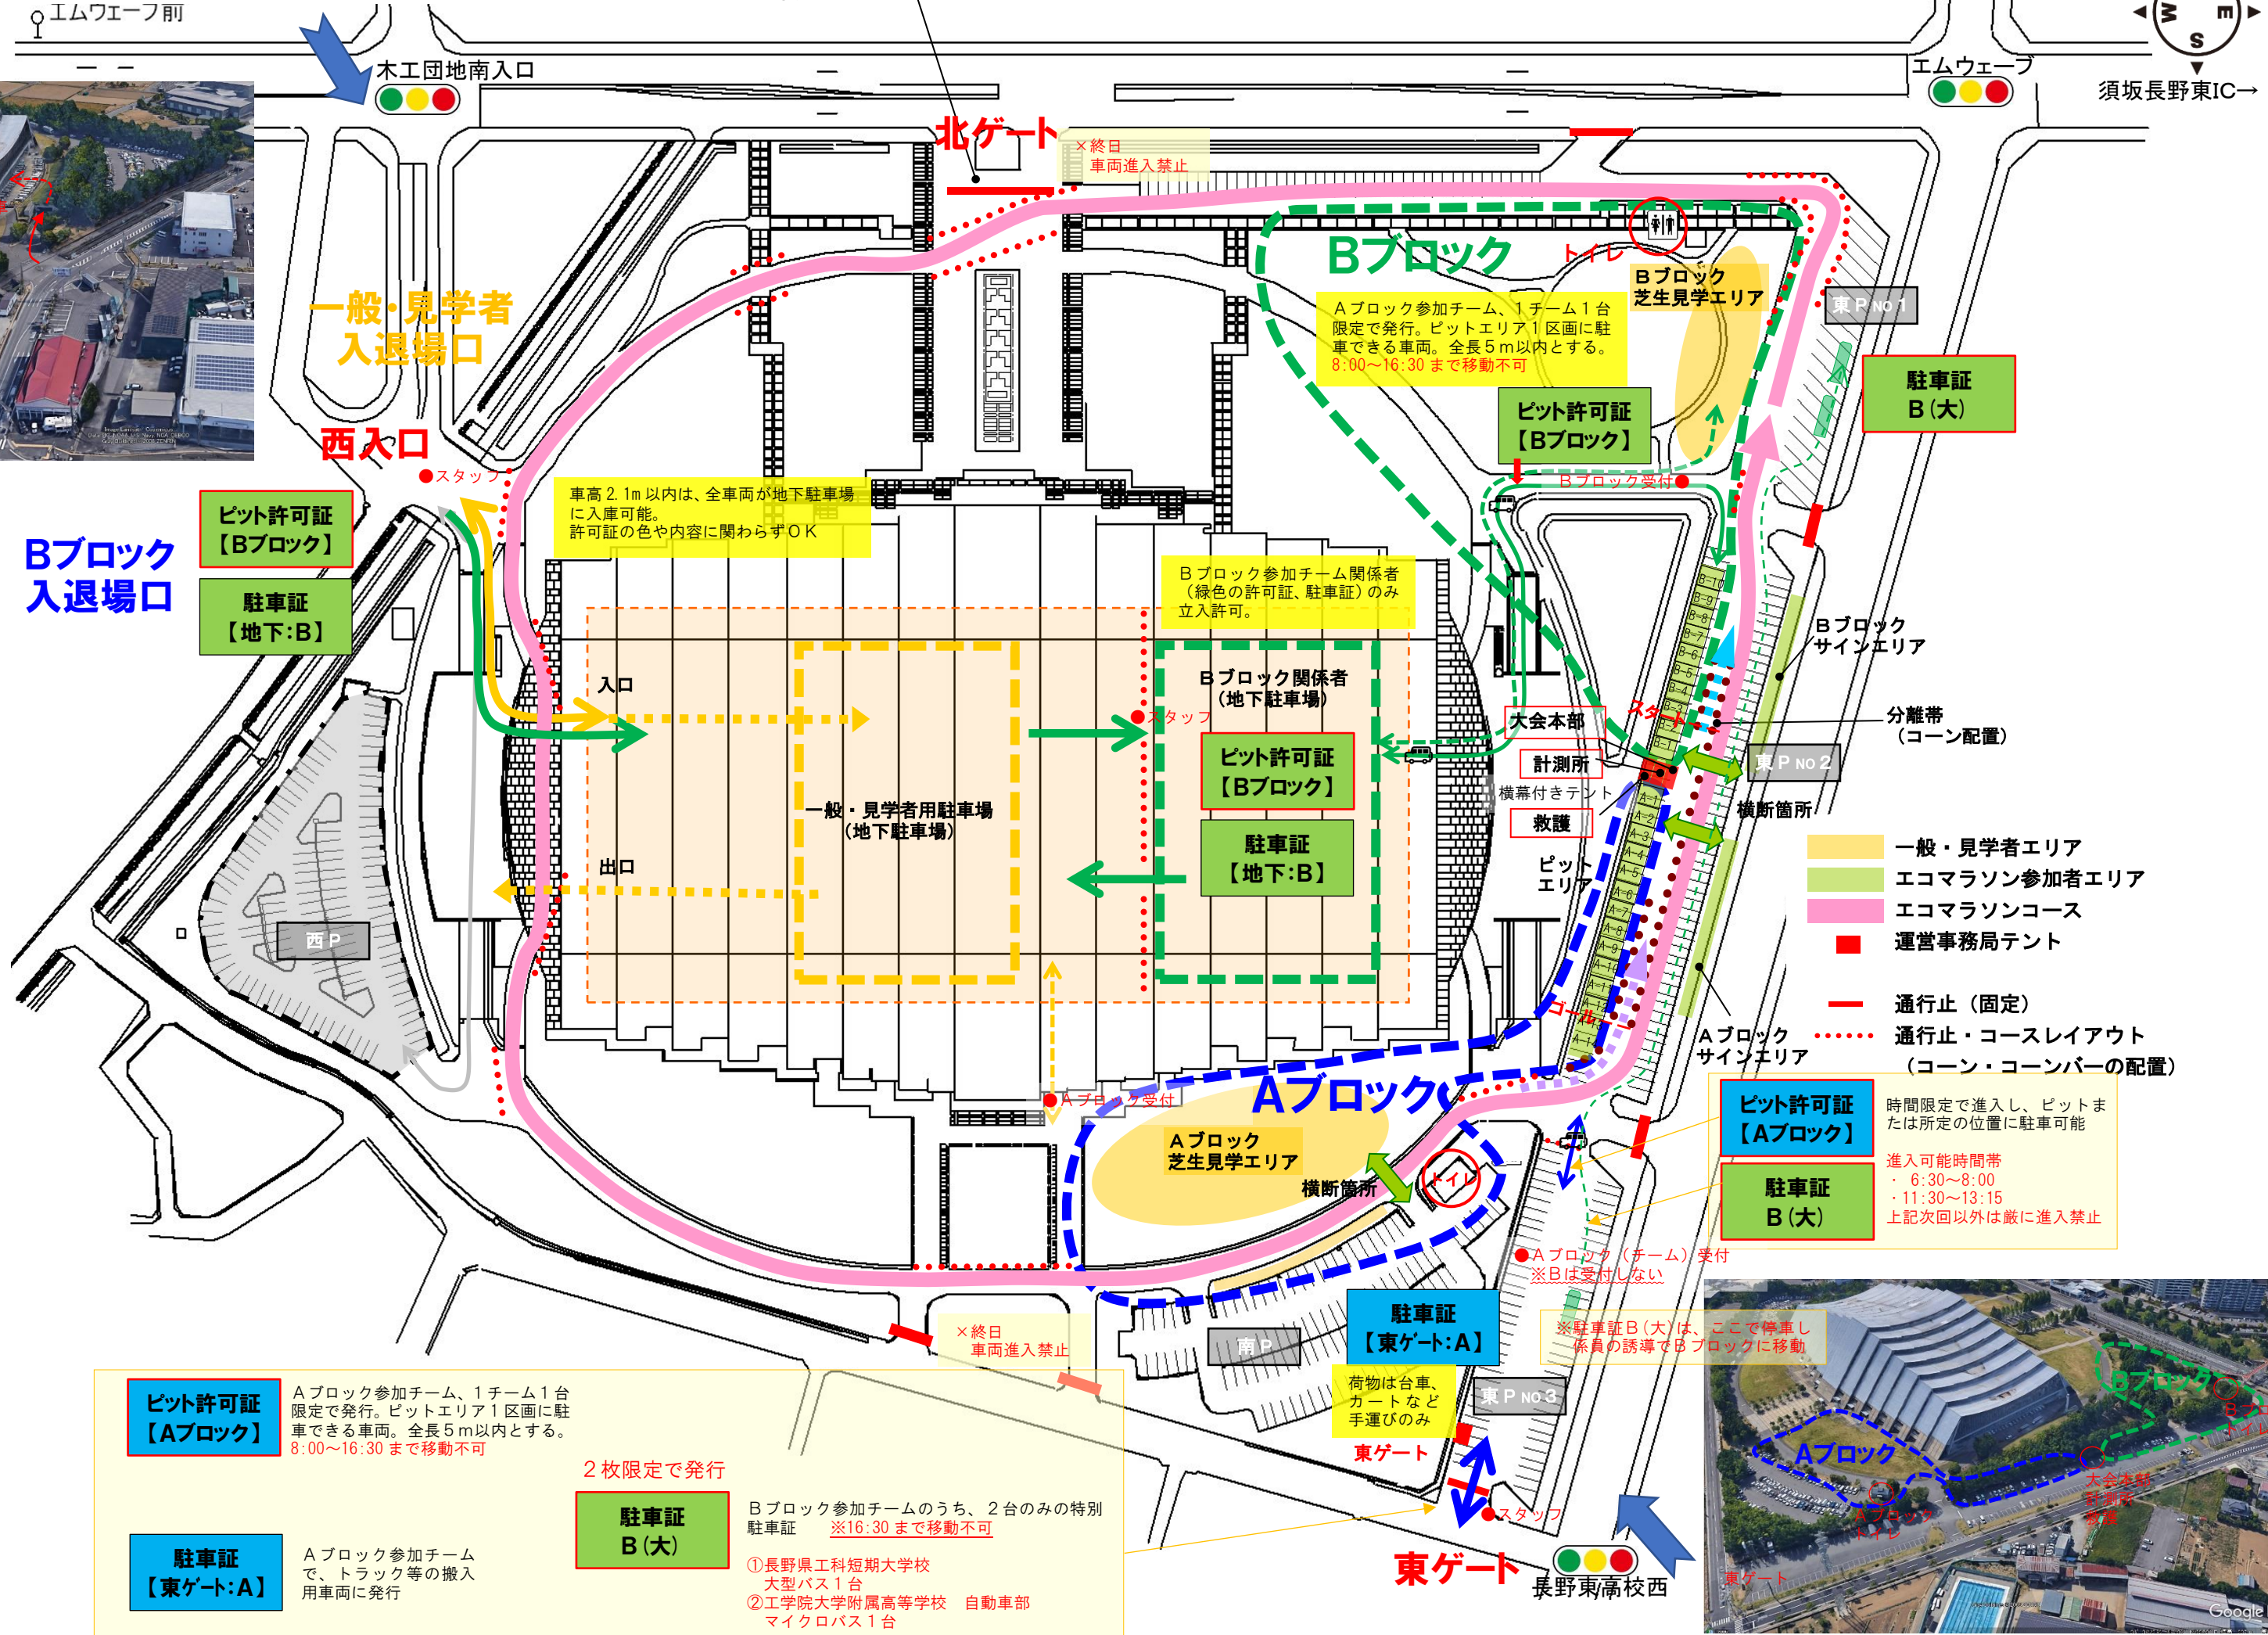 エムウェーブ前
木工団地南入口
エムウェーブ
W
E
S
須坂長野東IC→
北ゲート
×終日
車両進入禁止
Bブロック
トイレ
Bブロック
芝生見学エリア
東P NO 1
一般・見学者
入退場口
Aブロック参加チーム、1チーム1台
限定で発行。ピットエリア1区画に駐
車できる車両。全長5m以内とする。
8:00～16:30 まで移動不可
駐車証
B(大)
ピット許可証
【Bブロック】
西入口
●スタッフ
Bブロック受付●
車高2.1m以内は、全車両が地下駐車場
に入庫可能。
許可証の色や内容に関わらずOK
ピット許可証
【Bブロック】
Bブロック
入退場口
駐車証
【地下:B】
Bブロック参加チーム関係者
(緑色の許可証、駐車証)のみ
立入許可。
B-10
B-9
B-8
B-7
B-6
B-5
B-4
B-3
B-2
B-1
Bブロック
サインエリア
入口
Bブロック関係者
(地下駐車場)
●スタッフ
スタート
大会本部
分離帯
(コーン配置)
計測所
東P NO 2
ピット許可証
【Bブロック】
横幕付きテント
救護
横断箇所
一般・見学者用駐車場
(地下駐車場)
駐車証
【地下:B】
出口
ピット
エリア
A-1
A-2
A-3
A-4
A-5
A-6
A-7
A-8
A-9
A-10
A-11
A-12
ゴール
西P
一般・見学者エリア
エコマラソン参加者エリア
エコマラソンコース
運営事務局テント
通行止(固定)
通行止・コースレイアウト
(コーン・コーンバーの配置)
Aブロック
サインエリア
Aブロック
●Aブロック受付
Aブロック
芝生見学エリア
横断箇所
トイレ
ピット許可証
【Aブロック】
時間限定で進入し、ピットま
たは所定の位置に駐車可能
進入可能時間帯
・ 6:30～8:00
・11:30～13:15
上記次回以外は厳に進入禁止
駐車証
B(大)
●Aブロック(チーム)受付
※Bは受付しない
×終日
車両進入禁止
南P
駐車証
【東ゲート:A】
※駐車証B(大)は、ここで停車し
係員の誘導でBブロックに移動
荷物は台車、
カートなど
手運びのみ
東P NO 3
東ゲート
●スタッフ
東ゲート
長野東高校西
ピット許可証
【Aブロック】
Aブロック参加チーム、1チーム1台
限定で発行。ピットエリア1区画に駐
車できる車両。全長5m以内とする。
8:00～16:30 まで移動不可
2枚限定で発行
駐車証
B(大)
Bブロック参加チームのうち、2台のみの特別
駐車証 ※16:30 まで移動不可
①長野県工科短期大学校
大型バス1台
②工学院大学附属高等学校 自動車部
マイクロバス1台
駐車証
【東ゲート:A】
Aブロック参加チーム
で、トラック等の搬入
用車両に発行
Bブロック
Aブロック
大会本部
計測所
救護
Aブロック
トイレ
東ゲート
Google